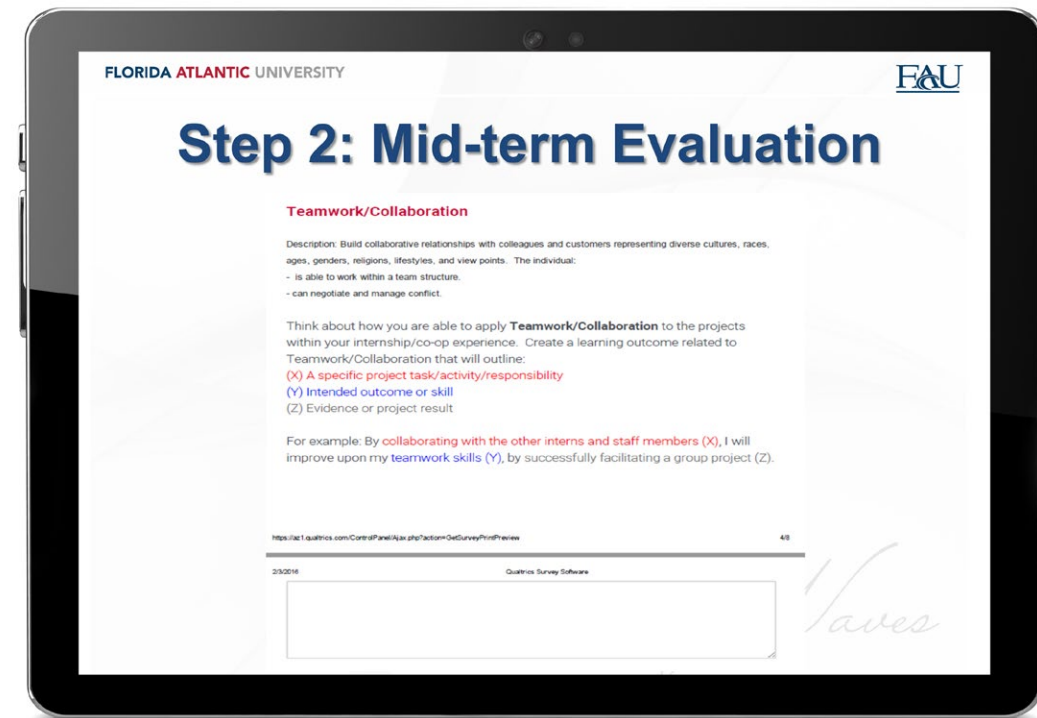 FLORIDA ATLANTIC UNIVERSITY
FAU
Step 2: Mid-term Evaluation
Teamwork/Collaboration
Description: Build collaborative relationships with colleagues and customers representing diverse cultures, races,
ages, genders, religions, lifestyles, and view points. The individual:
- is able to work within a team structure.
- can negotiate and manage conflict.
Think about how you are able to apply Teamwork/Collaboration to the projects
within your internship/co-op experience. Create a learning outcome related to
Teamwork/Collaboration that will outline:
(X) A specific project task/activity/responsibility
(Y) Intended outcome or skill
(Z) Evidence or project result
For example: By collaborating with the other interns and staff members (X), I will
improve upon my teamwork skills (Y), by successfully facilitating a group project (Z).
https://az1.qualtrics.com/ControlPanel/Ajax.php?action=GetSurveyPrintPreview 4/8
2/3/2016 Qualtrics Survey Software
Waves